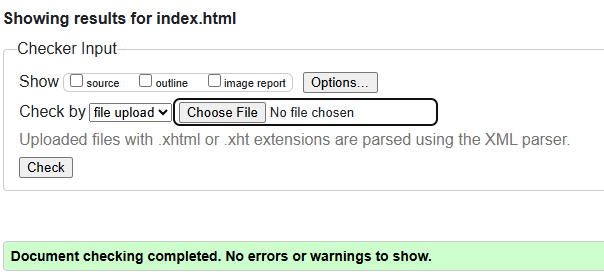 Showing results for index.html
Checker Input
Show source outline image report Options...
Check by file upload Choose File No file chosen
Uploaded files with .xhtml or .xht extensions are parsed using the XML parser.
Check
Document checking completed. No errors or warnings to show.